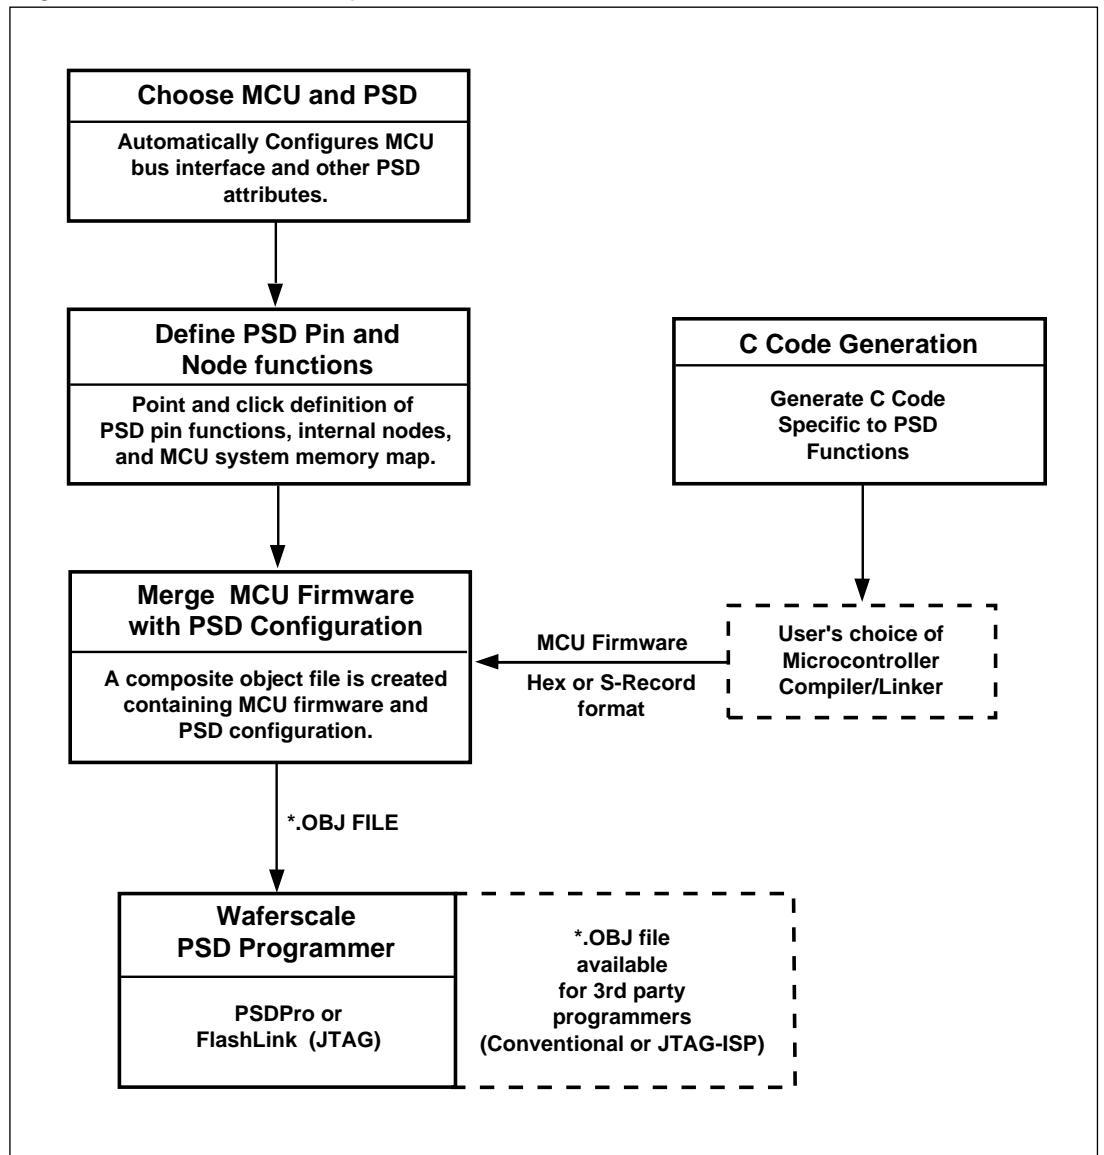 Choose MCU and PSD
Automatically Configures MCU
bus interface and other PSD
attributes.
Define PSD Pin and
Node functions
Point and click definition of
PSD pin functions, internal nodes,
and MCU system memory map.
C Code Generation
Generate C Code
Specific to PSD
Functions
Merge MCU Firmware
with PSD Configuration
A composite object file is created
containing MCU firmware and
PSD configuration.
MCU Firmware
Hex or S-Record
format
User's choice of
Microcontroller
Compiler/Linker
*.OBJ FILE
Waferscale
PSD Programmer
PSDPro or
FlashLink (JTAG)
*.OBJ file
available
for 3rd party
programmers
(Conventional or JTAG-ISP)